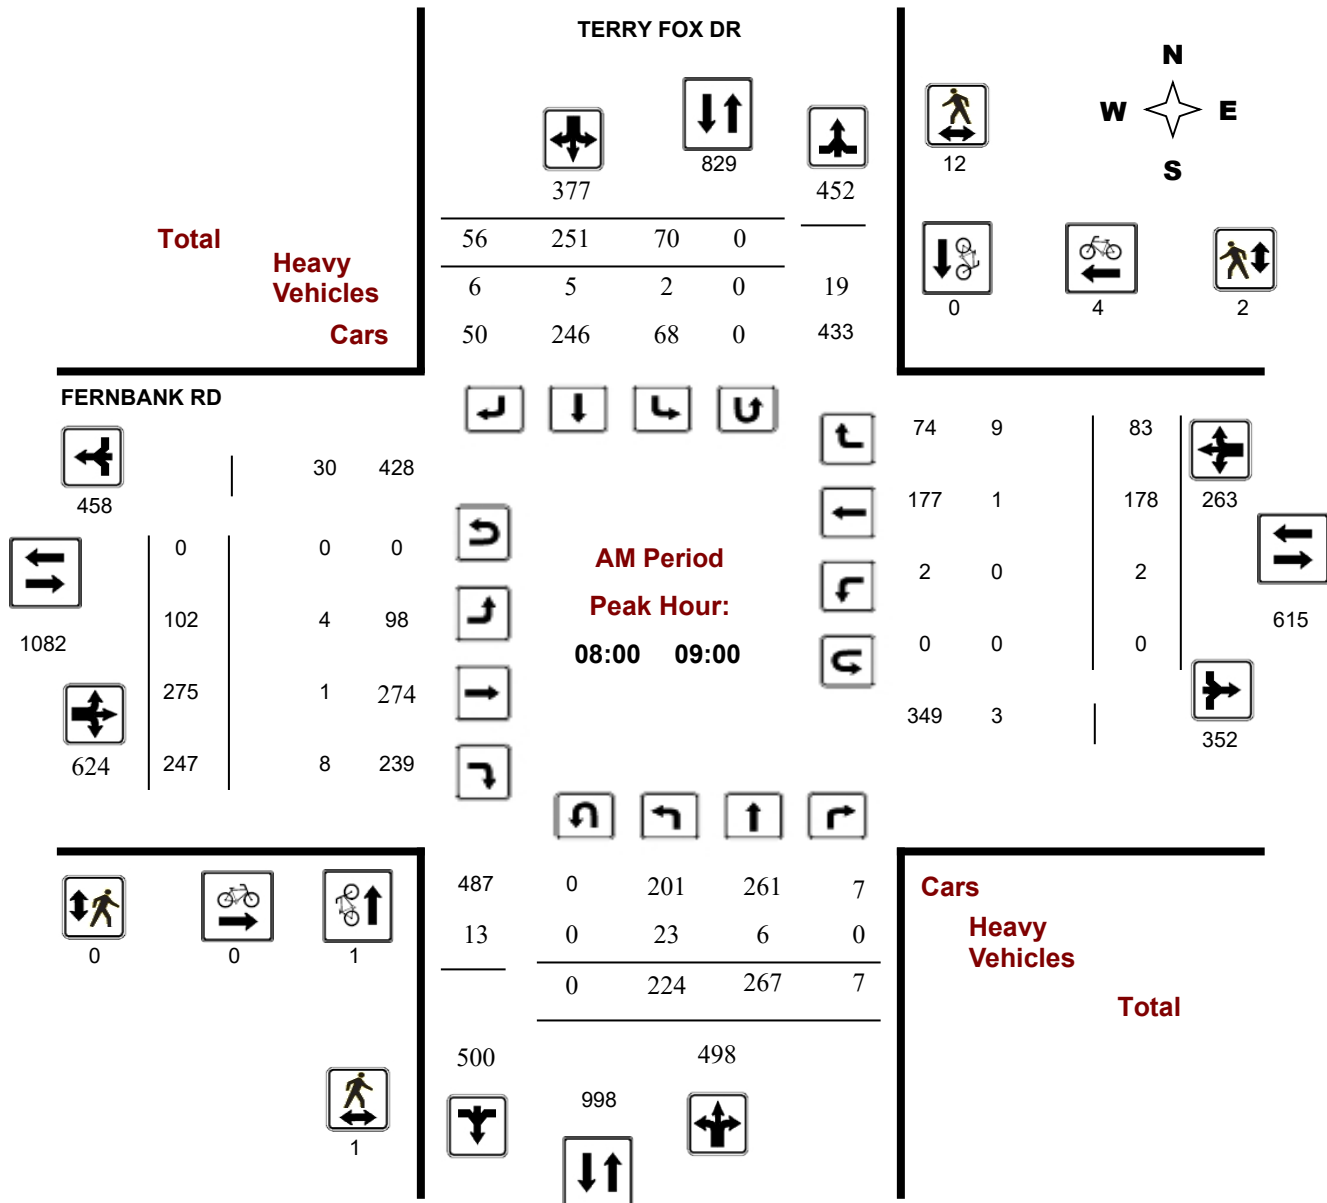 TERRY FOX DR
N
W E
S
829
12
377
452
Total
56 251 70 0
Heavy
Vehicles
6 5 2 0 19
Cars
50 246 68 0 433
0 4 2
FERNBANK RD
74 9 83
30 428
458
177 1 178 263
0 0 0
AM Period
2 0 2
Peak Hour:
102 4 98
615
1082
08:00 09:00
0 0 0
275 1 274
349 3
352
624 247 8 239
487 0 201 261 7
Cars
13 0 23 6 0
Heavy
Vehicles
0 0 1
0 224 267 7
Total
500 498
998
1